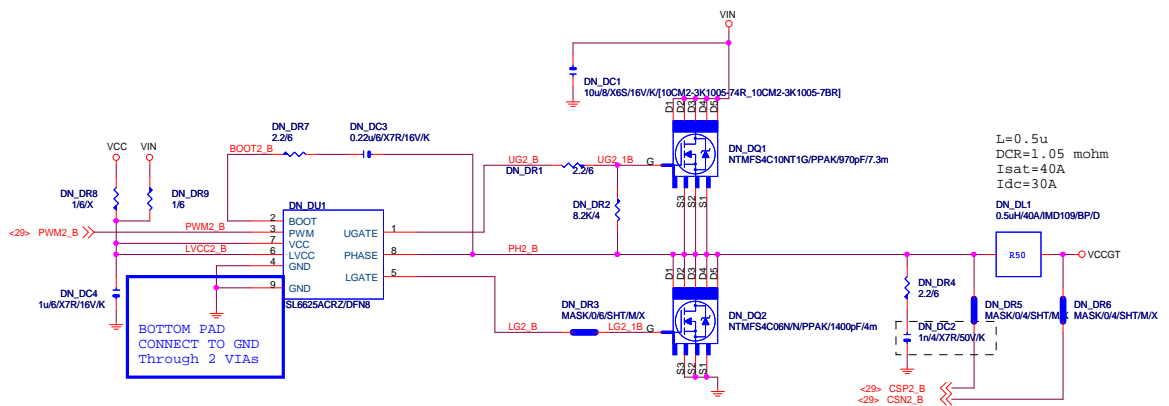 VIN
DN_DC1
10u/8/X6S/16V/K/[10CM2-3K1005-74R_10CM2-3K1005-7BR]
D1
D2
D3
D4
D5
DN_DR7
2.2/6
DC3
0.22u/6/X7R/16V/K
VCC
VIN
BOOT2_B
UG2_B
DN_DR1
2.2/6
UG2_1B
G
DN_DQ1
NTMFS4C10NT1G/PPAK/970pF/7.3m
L=0.5u
DCR=1.05 mohm
Isat=40A
Idc=30A
DN_DR8
1/6/X
DN_DR9
1/6
DN_DU1
DN_DR2
8.2K/4
S3
S2
S1
DN_DL1
0.5uH/40A/IMD109/BP/D
<29> PWM2_B
PWM2_B
2
BOOT
3
PWM
7
VCC
LVCC2_B
6
LVCC
4
GND
9
GND
UGATE
1
PHASE
8
LGATE
5
SL6625ACRZ/DFN8
PH2_B
R50
VCCGT
D1
D2
D3
D4
D5
DN_DC4
1u/6/X7R/16V/K
BOTTOM PAD
CONNECT TO GND
Through 2 VIAs
LG2_B
DN_DR3
MASK/0/6/SHT/M/X
LG2_1B
G
DN_DQ2
NTMFS4C06N/N/PPAK/1400pF/4m
S3
S2
S1
DN_DR4
2.2/6
DN_DC2
1n/4/X7R/50V/K
DN_DR5
MASK/0/4/SHT/M/X
DN_DR6
MASK/0/4/SHT/M/X
<29> CSP2_B
<29> CSN2_B